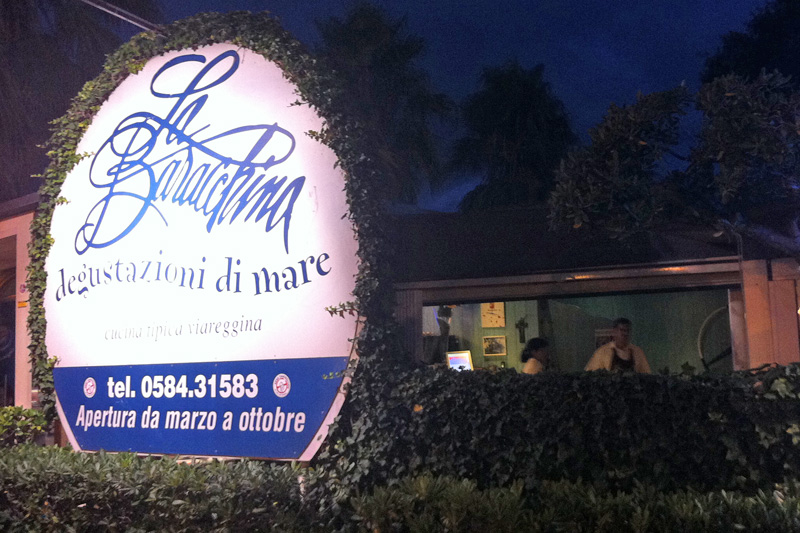 La
Baracchina
degustazioni di mare
cucina tipica viareggina
tel. 0584.31583
Apertura da marzo a ottobre